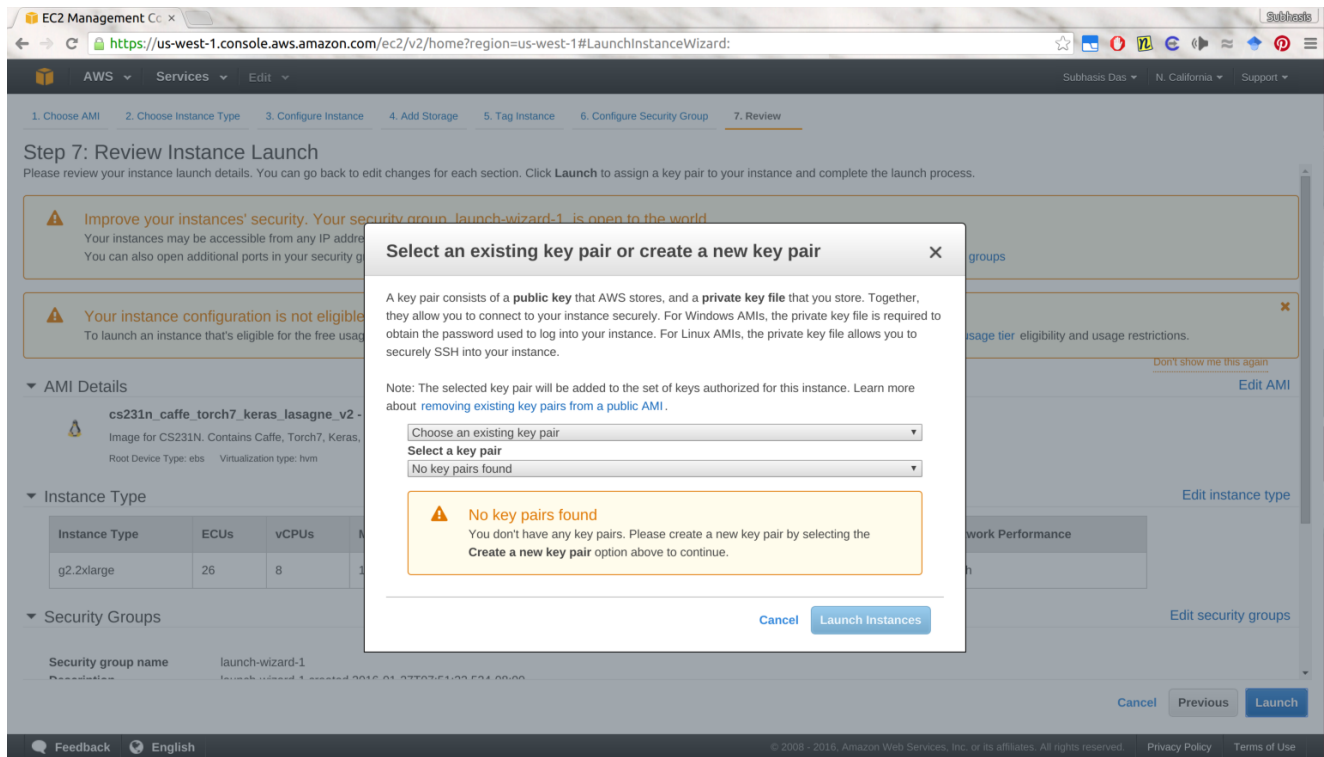 EC2 Management Co ×
Subhasis
https://us-west-1.console.aws.amazon.com/ec2/v2/home?region=us-west-1#LaunchInstanceWizard:
AWS Services Edit Subhasis Das N. California Support
1. Choose AMI 2. Choose Instance Type 3. Configure Instance 4. Add Storage 5. Tag Instance 6. Configure Security Group 7. Review
Step 7: Review Instance Launch
Please review your instance launch details. You can go back to edit changes for each section. Click Launch to assign a key pair to your instance and complete the launch process.
Improve your instances' security. Your security group, launch-wizard-1, is open to the world.
Your instances may be accessible from any IP addre
You can also open additional ports in your security g
groups
Your instance configuration is not eligible
To launch an instance that's eligible for the free usag
usage tier eligibility and usage restrictions.
Don't show me this again
AMI Details
Edit AMI
cs231n_caffe_torch7_keras_lasagne_v2 -
Image for CS231N. Contains Caffe, Torch7, Keras,
Root Device Type: ebs Virtualization type: hvm
Instance Type
Edit instance type
Instance Type ECUs vCPUs M
work Performance
g2.2xlarge 26 8 1
h
Security Groups
Edit security groups
Security group name launch-wizard-1
Description launch-wizard-1 created 2016-01-27T07:51:22.524-08:00
Select an existing key pair or create a new key pair
A key pair consists of a public key that AWS stores, and a private key file that you store. Together,
they allow you to connect to your instance securely. For Windows AMIs, the private key file is required to
obtain the password used to log into your instance. For Linux AMIs, the private key file allows you to
securely SSH into your instance.
Note: The selected key pair will be added to the set of keys authorized for this instance. Learn more
about removing existing key pairs from a public AMI .
Choose an existing key pair
Select a key pair
No key pairs found
No key pairs found
You don't have any key pairs. Please create a new key pair by selecting the
Create a new key pair option above to continue.
Cancel Launch Instances
Cancel Previous Launch
Feedback English © 2008 - 2016, Amazon Web Services, Inc. or its affiliates. All rights reserved. Privacy Policy Terms of Use